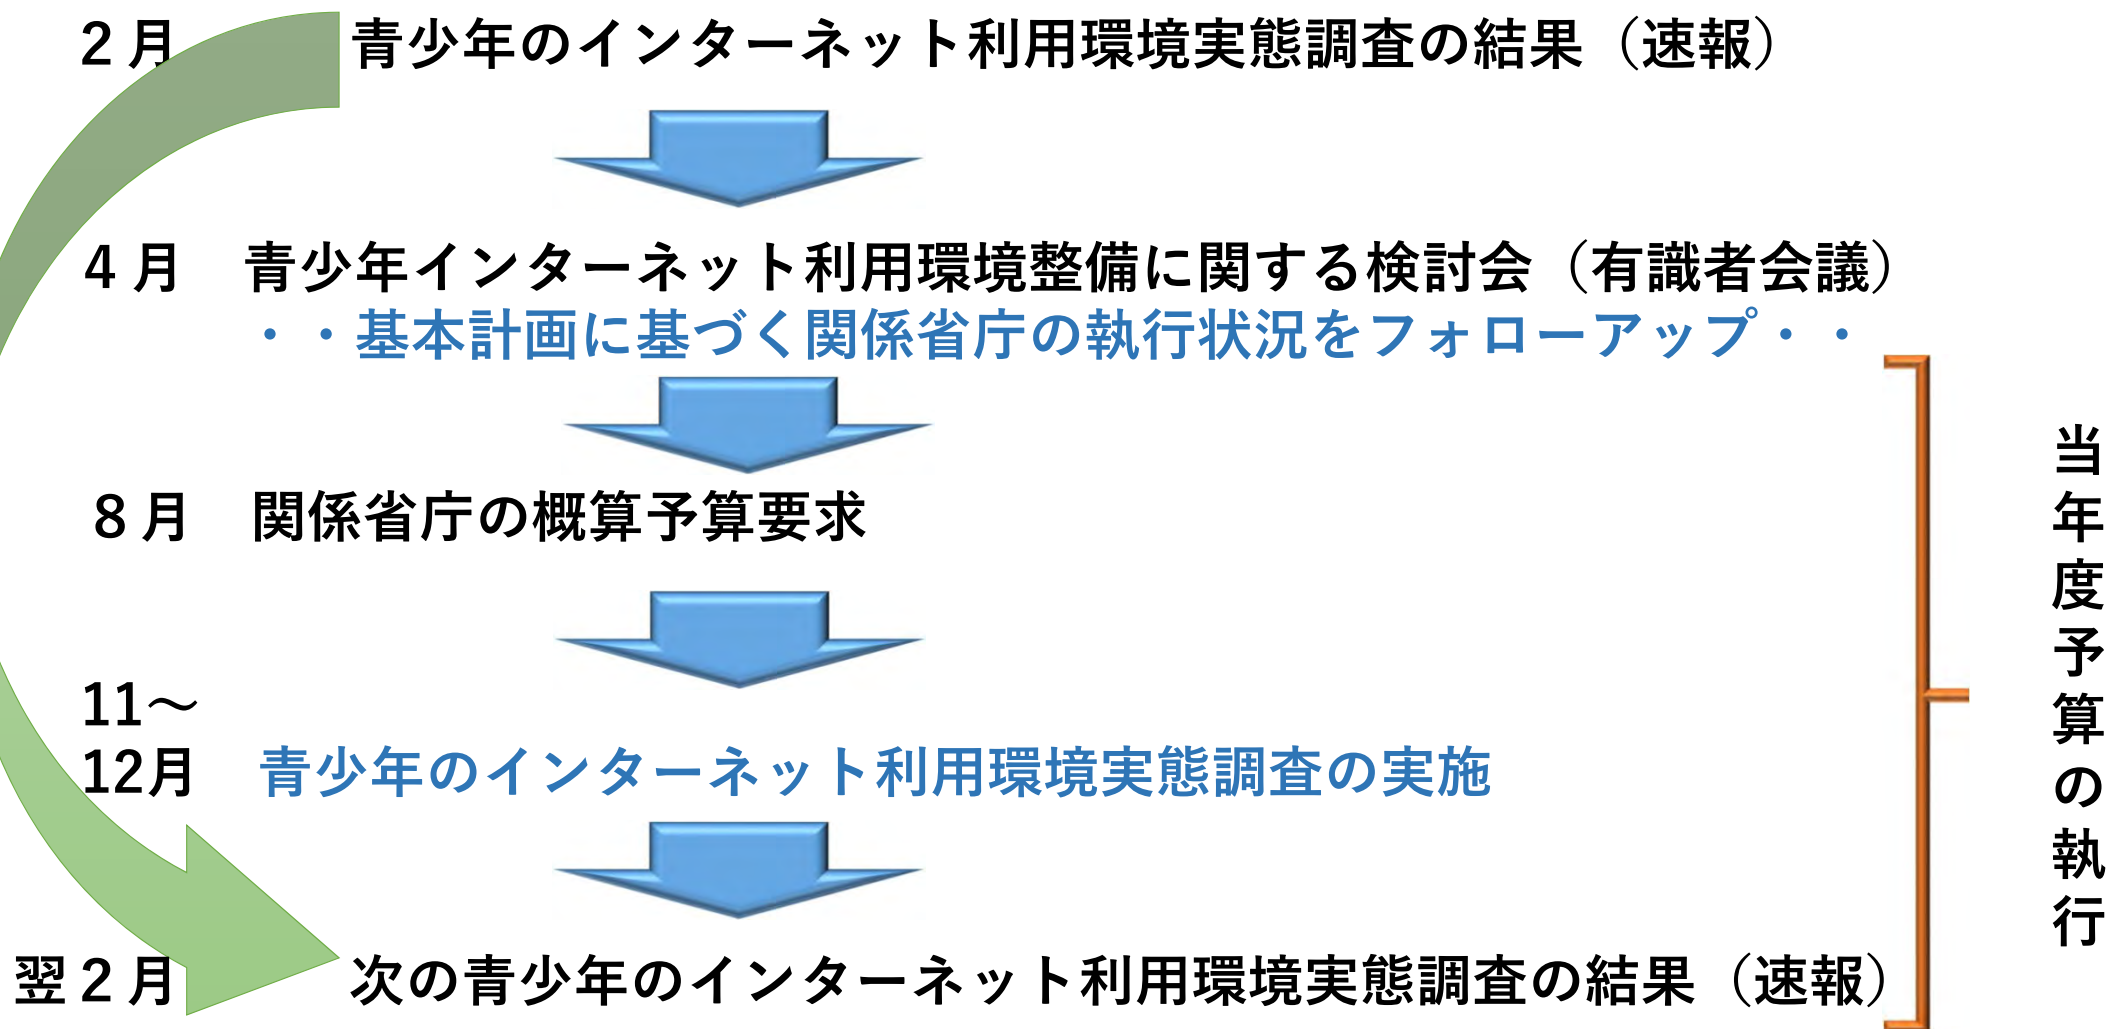 2月 青少年のインターネット利用環境実態調査の結果（速報）
4月 青少年インターネット利用環境整備に関する検討会（有識者会議）
・・基本計画に基づく関係省庁の執行状況をフォローアップ・・
8月 関係省庁の概算予算要求
11～
12月 青少年のインターネット利用環境実態調査の実施
翌2月 次の青少年のインターネット利用環境実態調査の結果（速報）
当年度予算の執行